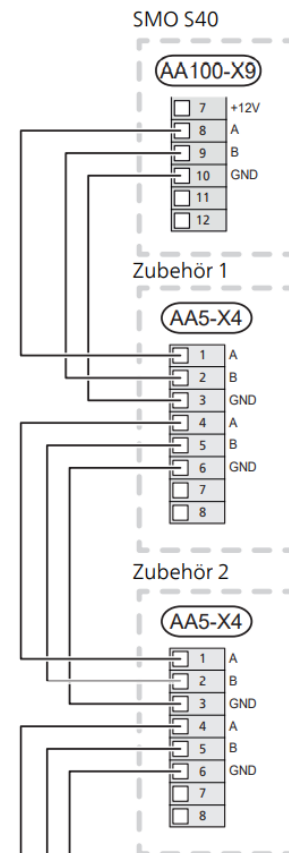 SMO S40
AA100-X9
7 +12V
8 A
9 B
10 GND
11
12
Zubehör 1
AA5-X4
1 A
2 B
3 GND
4 A
5 B
6 GND
7
8
Zubehör 2
AA5-X4
1 A
2 B
3 GND
4 A
5 B
6 GND
7
8